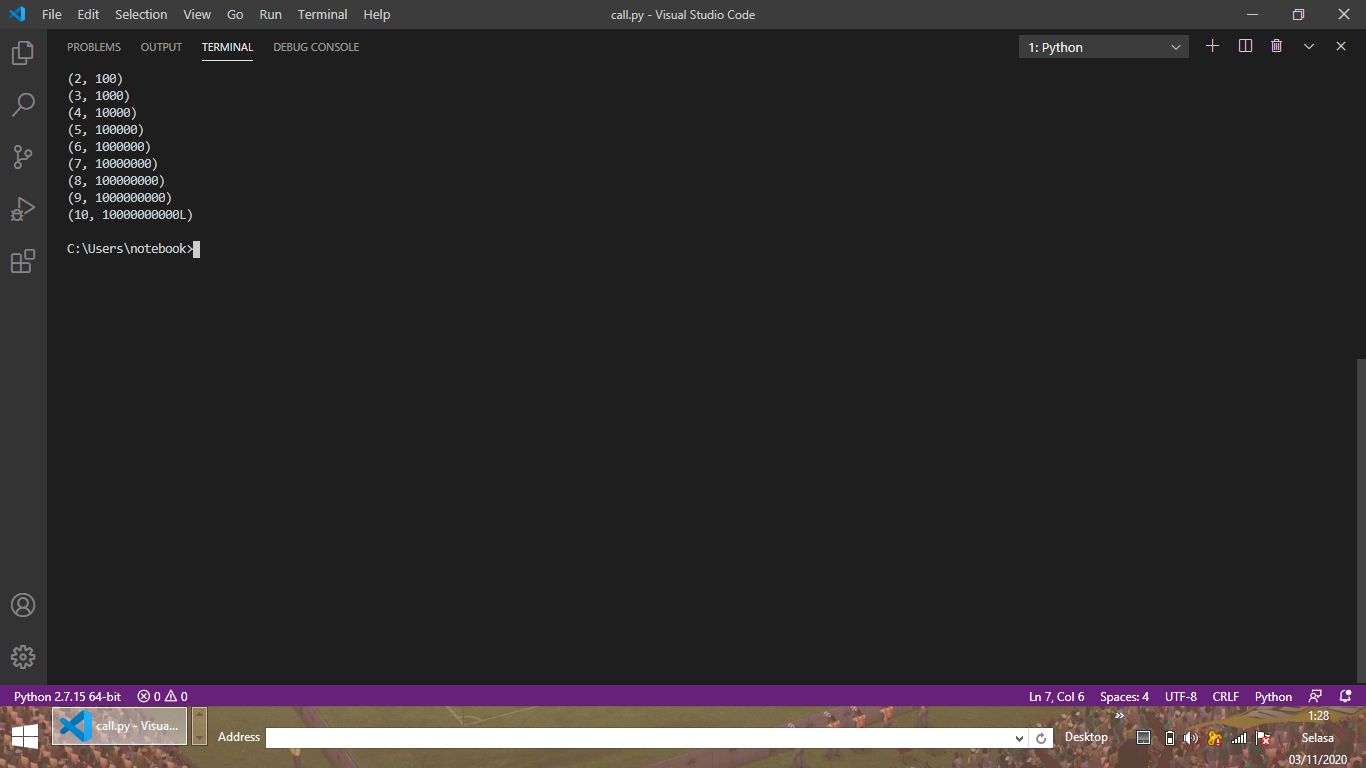 File Edit Selection View Go Run Terminal Help call.py - Visual Studio Code
PROBLEMS OUTPUT TERMINAL DEBUG CONSOLE 1: Python
(2, 100)
(3, 1000)
(4, 10000)
(5, 100000)
(6, 1000000)
(7, 10000000)
(8, 100000000)
(9, 1000000000)
(10, 10000000000L)
C:\Users\notebook>
Python 2.7.15 64-bit 0 0 Ln 7, Col 6 Spaces: 4 UTF-8 CRLF Python
call.py - Visua... Address Desktop » 1:28
Selasa
03/11/2020